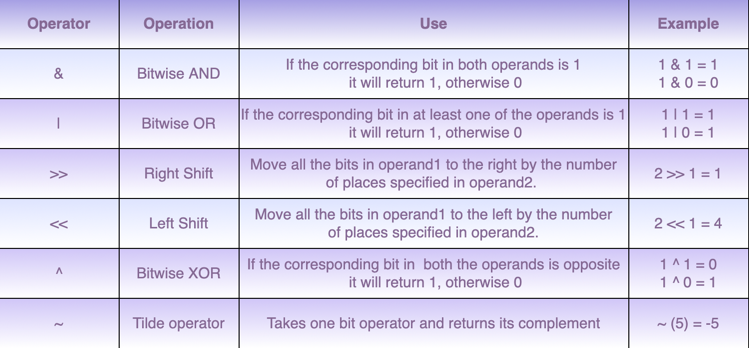 Operator Operation Use Example
& Bitwise AND If the corresponding bit in both operands is 1 1 & 1 = 1
it will return 1, otherwise 0 1 & 0 = 0
| Bitwise OR If the corresponding bit in at least one of the operands is 1 1 | 1 = 1
it will return 1, otherwise 0 1 | 0 = 1
>> Right Shift Move all the bits in operand1 to the right by the number 2 >> 1 = 1
of places specified in operand2.
<< Left Shift Move all the bits in operand1 to the left by the number 2 << 1 = 4
of places specified in operand2.
^ Bitwise XOR If the corresponding bit in both the operands is opposite 1 ^ 1 = 0
it will return 1, otherwise 0 1 ^ 0 = 1
~ Tilde operator Takes one bit operator and returns its complement ~ (5) = -5